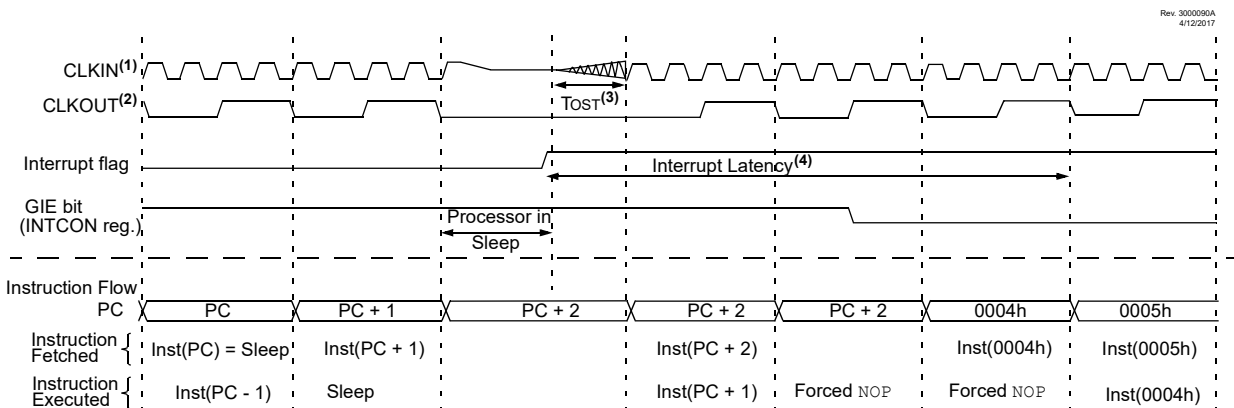 Rev. 3000090A
4/12/2017
CLKIN(1)
CLKOUT(2)
TOST(3)
Interrupt flag
Interrupt Latency(4)
GIE bit
(INTCON reg.)
Processor in
Sleep
Instruction Flow
PC PC PC + 1 PC + 2 PC + 2 PC + 2 0004h 0005h
Instruction
Fetched { Inst(PC) = Sleep Inst(PC + 1) Inst(PC + 2) Inst(0004h) Inst(0005h)
Instruction
Executed { Inst(PC - 1) Sleep Inst(PC + 1) Forced NOP Forced NOP Inst(0004h)